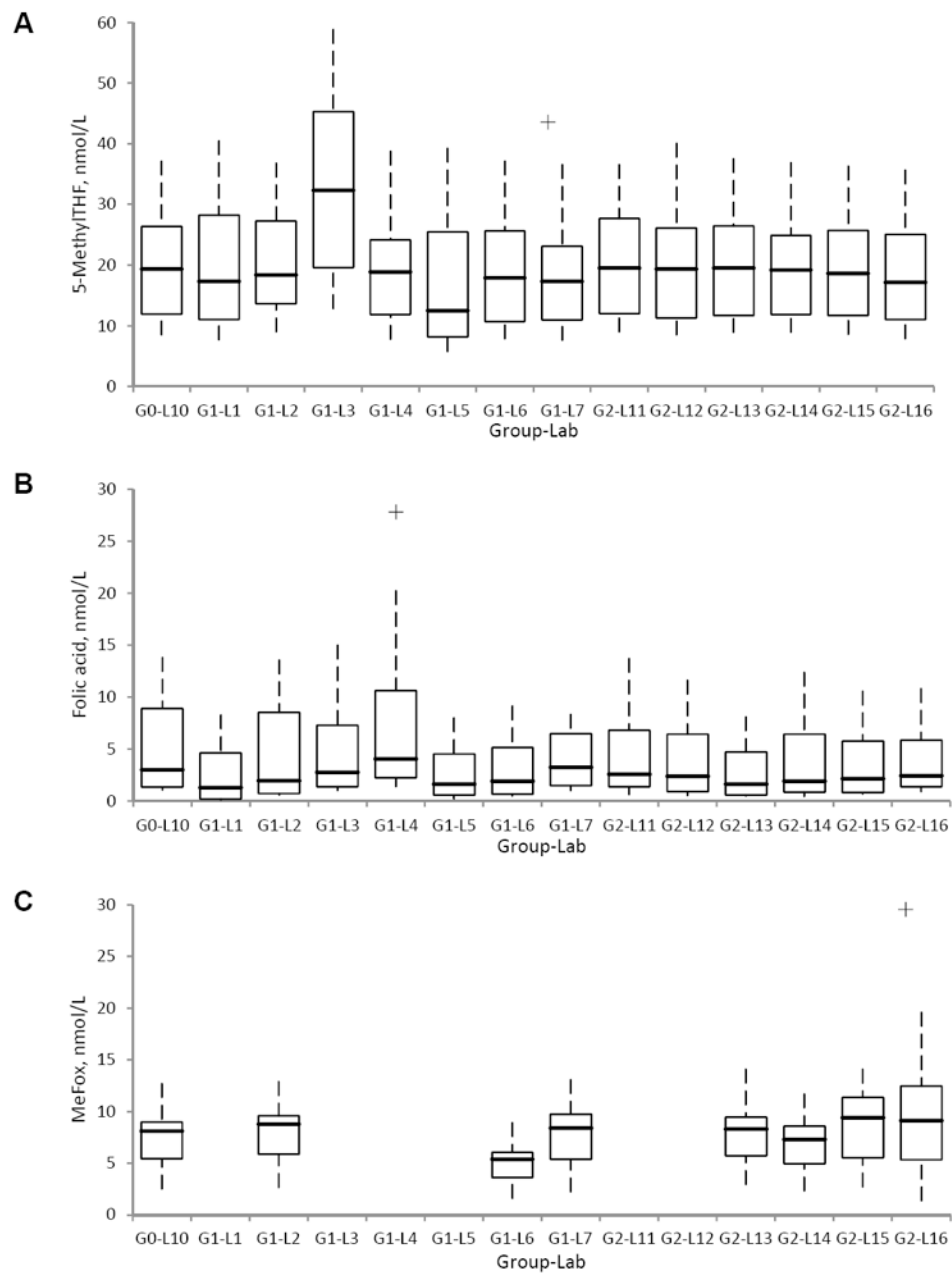 A
5-MethylTHF, nmol/L
60
50
40
30
20
10
0
G0-L10 G1-L1 G1-L2 G1-L3 G1-L4 G1-L5 G1-L6 G1-L7 G2-L11 G2-L12 G2-L13 G2-L14 G2-L15 G2-L16
Group-Lab
B
Folic acid, nmol/L
30
25
20
15
10
5
0
G0-L10 G1-L1 G1-L2 G1-L3 G1-L4 G1-L5 G1-L6 G1-L7 G2-L11 G2-L12 G2-L13 G2-L14 G2-L15 G2-L16
Group-Lab
C
MeFox, nmol/L
30
25
20
15
10
5
0
G0-L10 G1-L1 G1-L2 G1-L3 G1-L4 G1-L5 G1-L6 G1-L7 G2-L11 G2-L12 G2-L13 G2-L14 G2-L15 G2-L16
Group-Lab